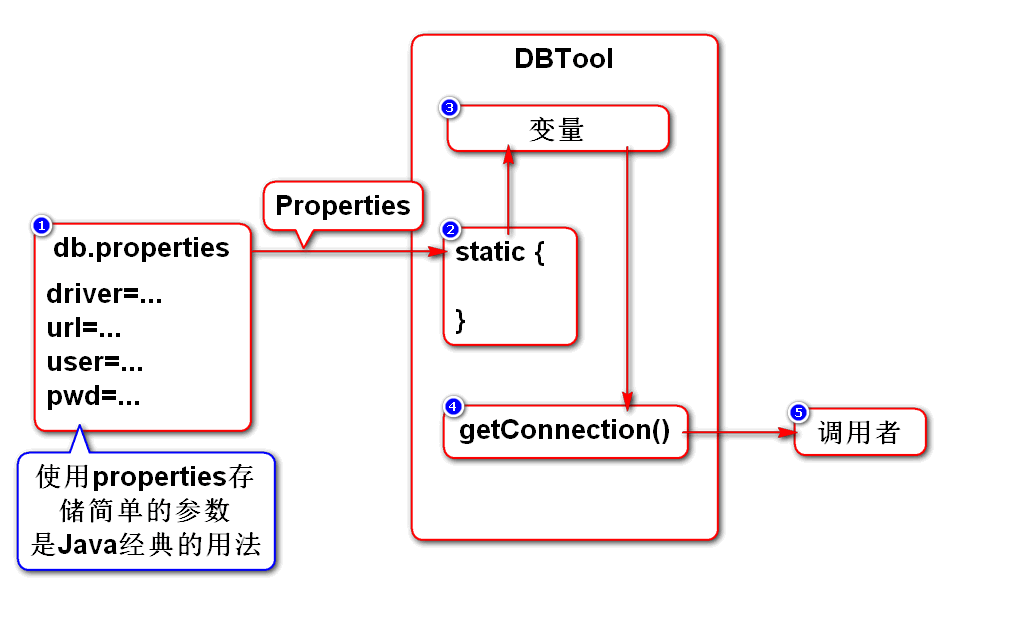 DBTool
3
变量
Properties
1
db.properties
driver=...
url=...
user=...
pwd=...
2
static {
}
4
getConnection()
5
调用者
使用properties存
储简单的参数
是Java经典的用法